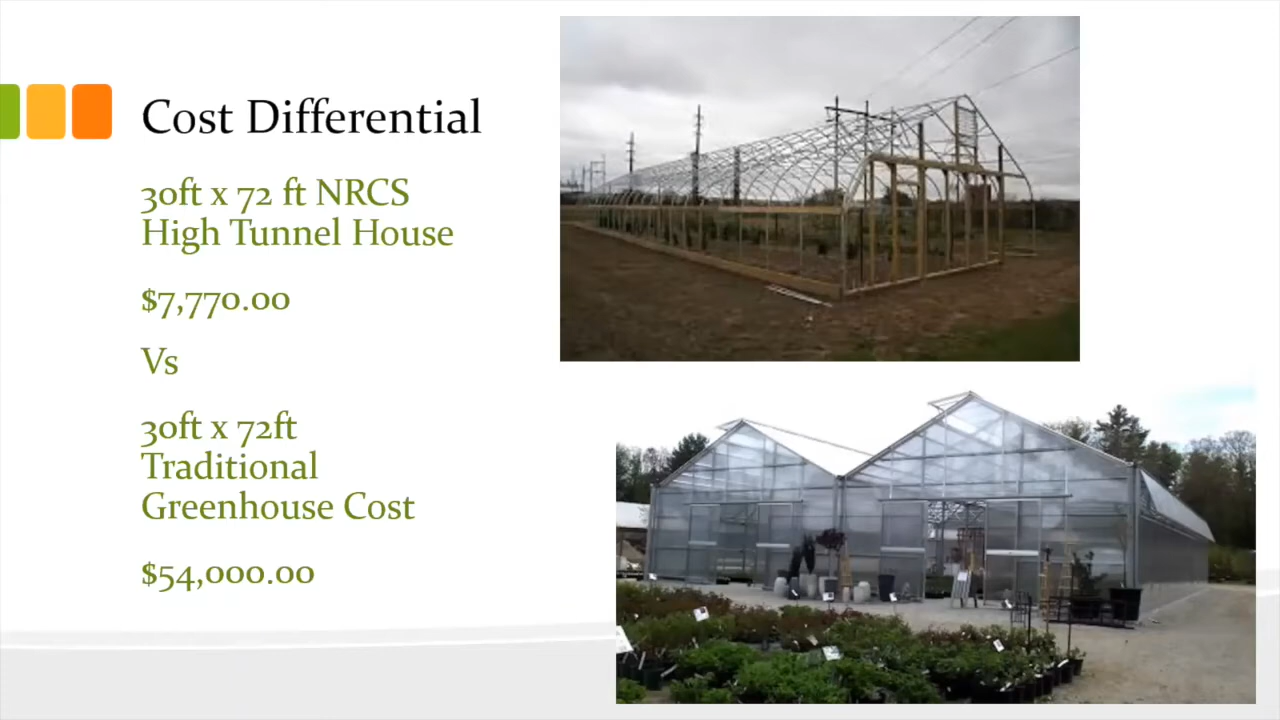 Cost Differential
30ft x 72 ft NRCS
High Tunnel House
$7,770.00
Vs
30ft x 72ft
Traditional
Greenhouse Cost
$54,000.00